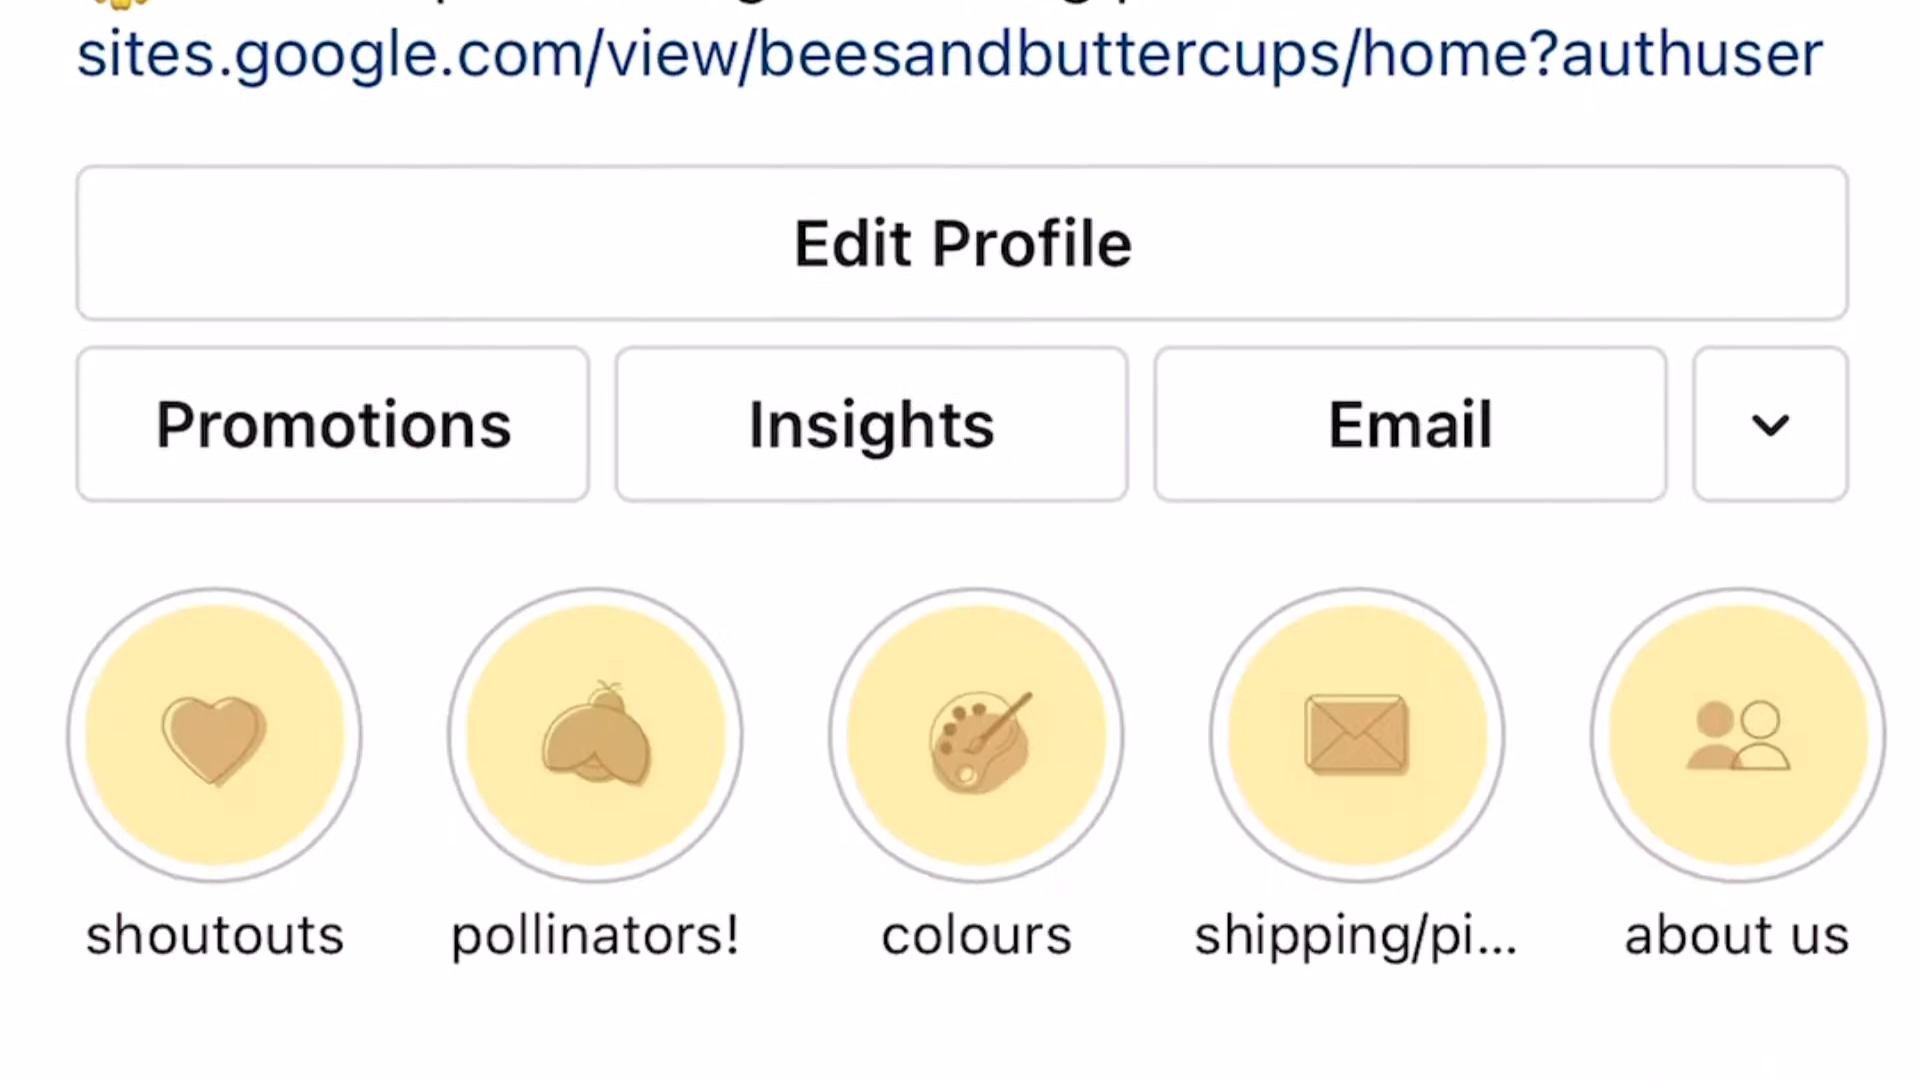 sites.google.com/view/beesandbuttercups/home?authuser
Edit Profile
Promotions
Insights
Email
shoutouts
pollinators!
colours
shipping/pi...
about us